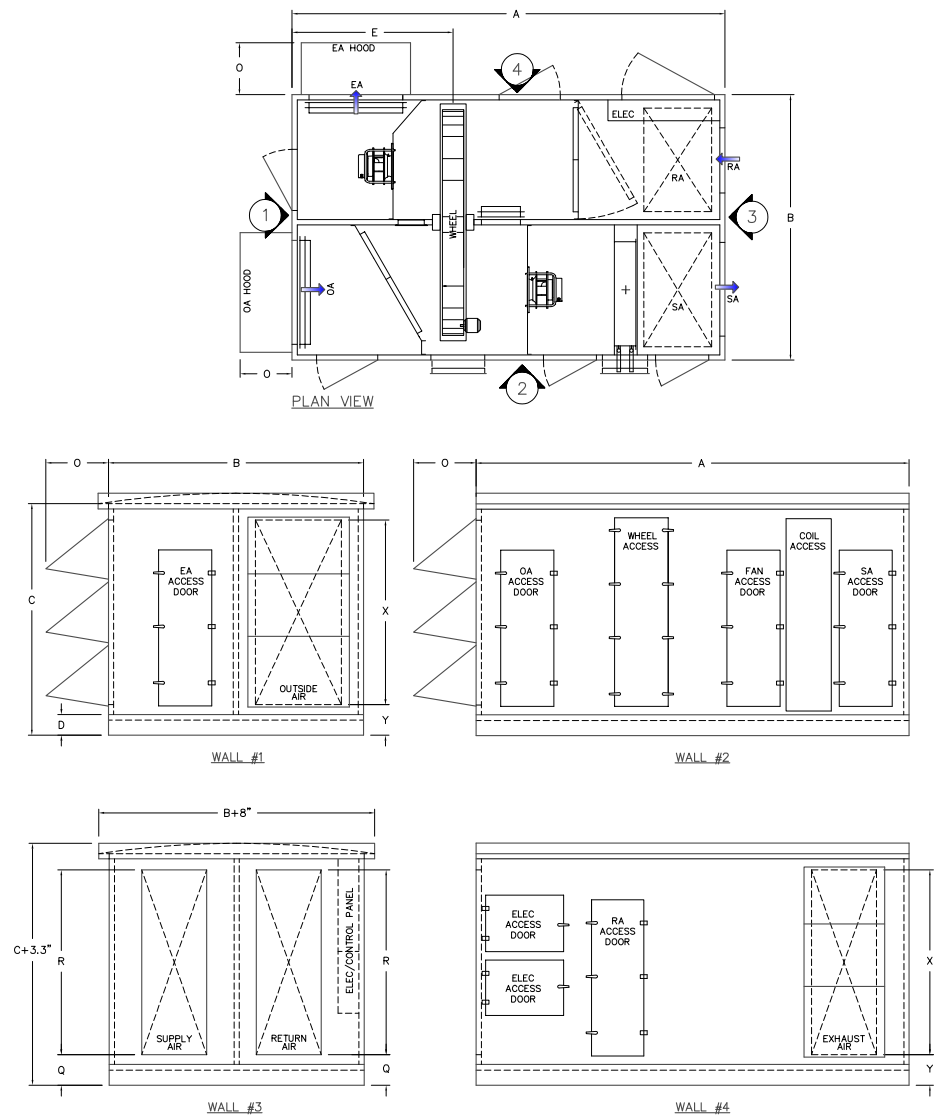 A
E
EA HOOD
O
EA
4
ELEC
RA
RA
1
WHEEL
3
B
OA HOOD
OA
SA
SA
O
2
PLAN VIEW
O
B
O
A
EA
ACCESS
DOOR
C
X
OUTSIDE
AIR
D
Y
WALL #1
OA
ACCESS
DOOR
WHEEL
ACCESS
FAN
ACCESS
DOOR
COIL
ACCESS
SA
ACCESS
DOOR
WALL #2
B+8"
C+3.3"
R
ELEC/CONTROL PANEL
R
SUPPLY
AIR
RETURN
AIR
Q
Q
WALL #3
ELEC
ACCESS
DOOR
ELEC
ACCESS
DOOR
RA
ACCESS
DOOR
X
EXHAUST
AIR
Y
WALL #4